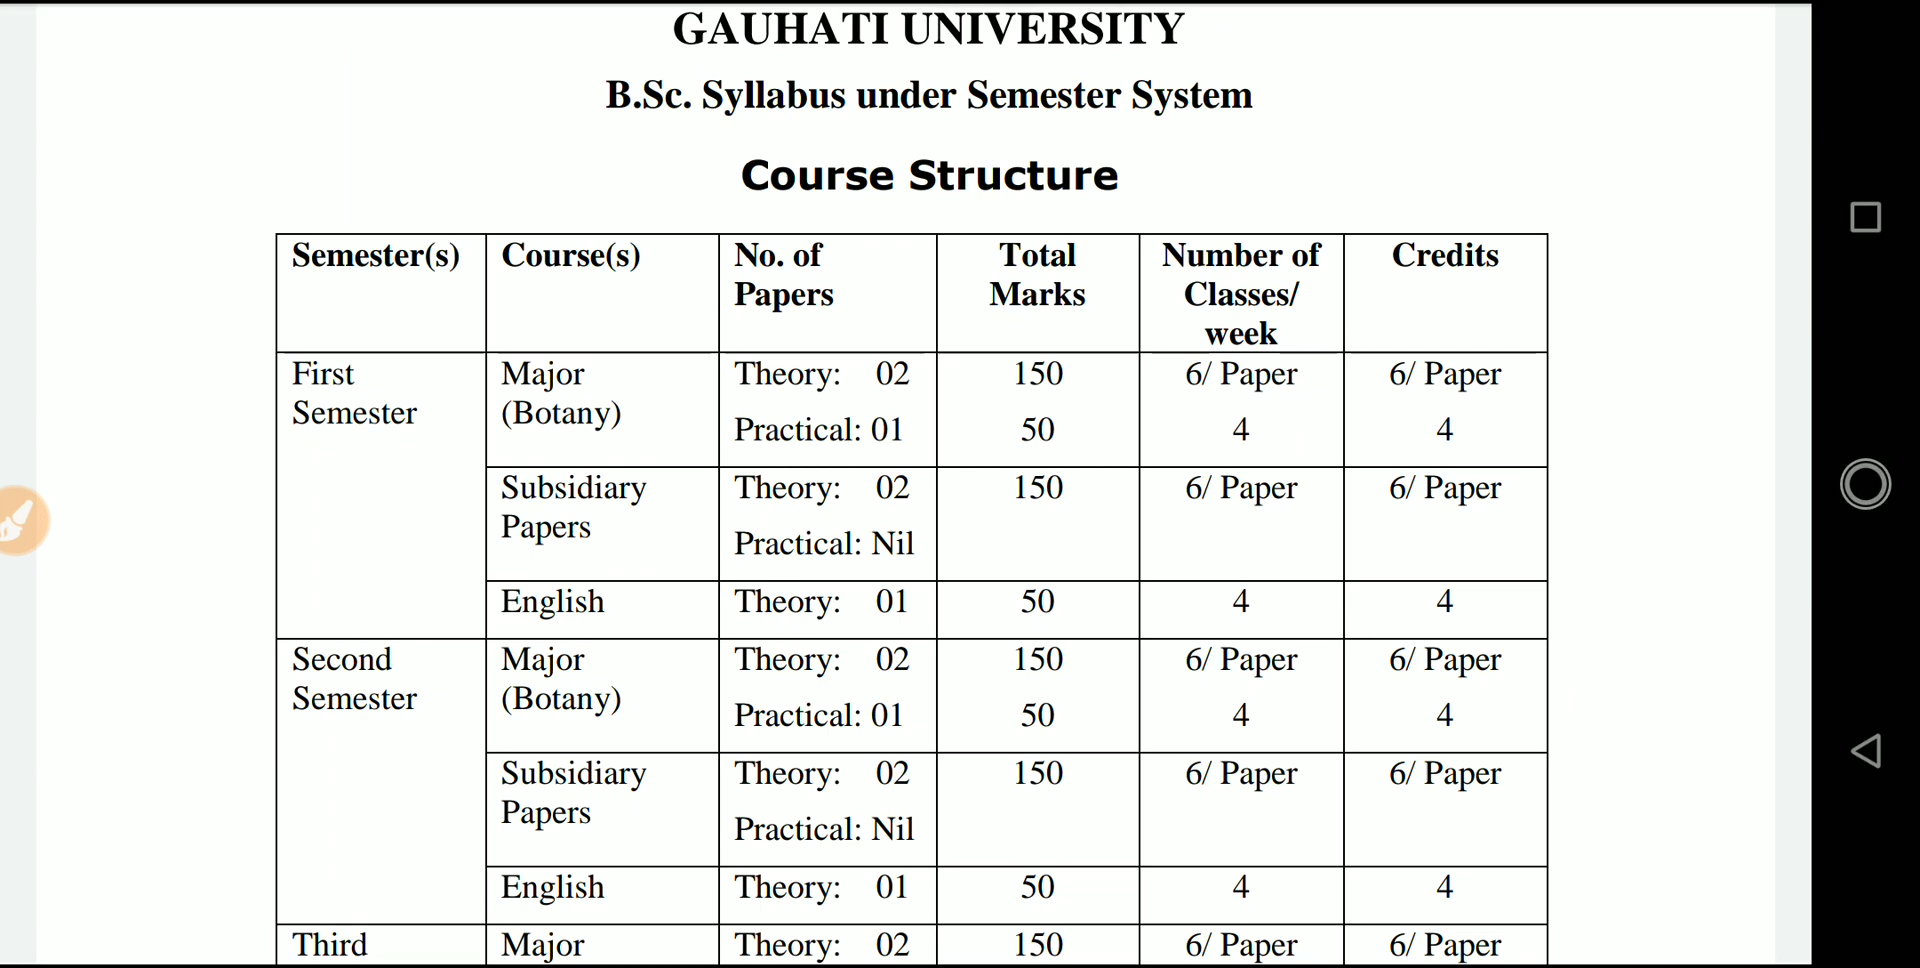 GAUHATI UNIVERSITY
B.Sc. Syllabus under Semester System
Course Structure
Semester(s) Course(s) No. of Papers Total Marks Number of Classes/ week Credits
First Semester Major (Botany) Theory: 02 150 6/ Paper 6/ Paper
Practical: 01 50 4 4
Subsidiary Papers Theory: 02 150 6/ Paper 6/ Paper
Practical: Nil
English Theory: 01 50 4 4
Second Semester Major (Botany) Theory: 02 150 6/ Paper 6/ Paper
Practical: 01 50 4 4
Subsidiary Papers Theory: 02 150 6/ Paper 6/ Paper
Practical: Nil
English Theory: 01 50 4 4
Third Major Theory: 02 150 6/ Paper 6/ Paper